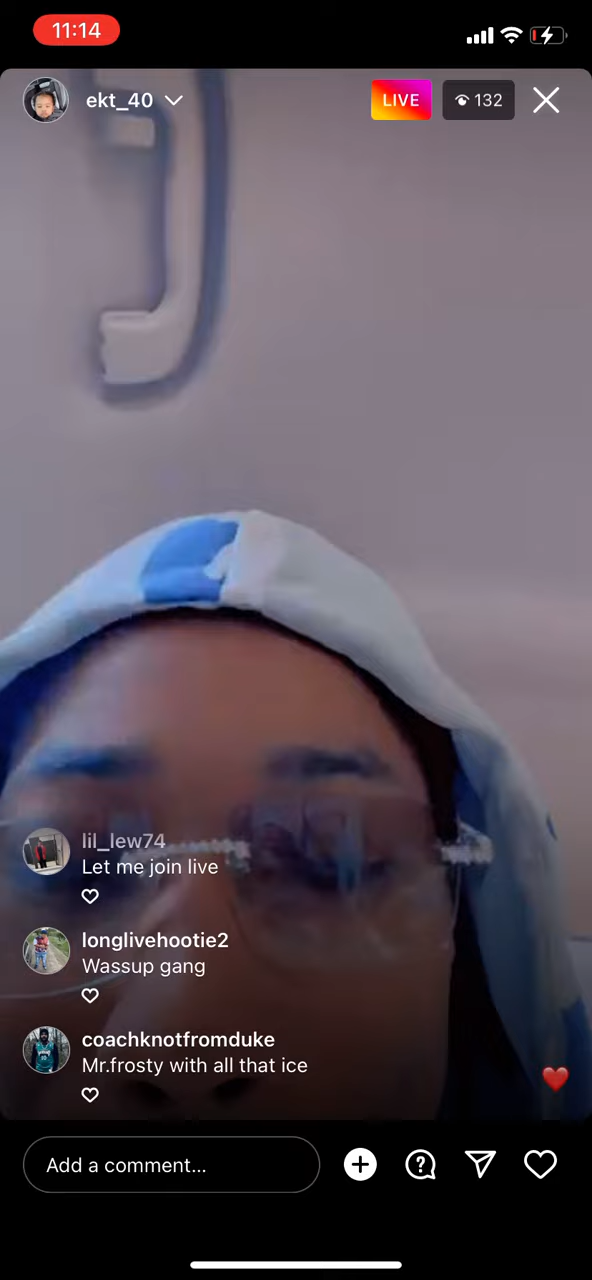 11:14
ekt_40
LIVE
132
lil_lew74
Let me join live
longlivehootie2
Wassup gang
coachknotfromduke
Mr.frosty with all that ice
Add a comment...